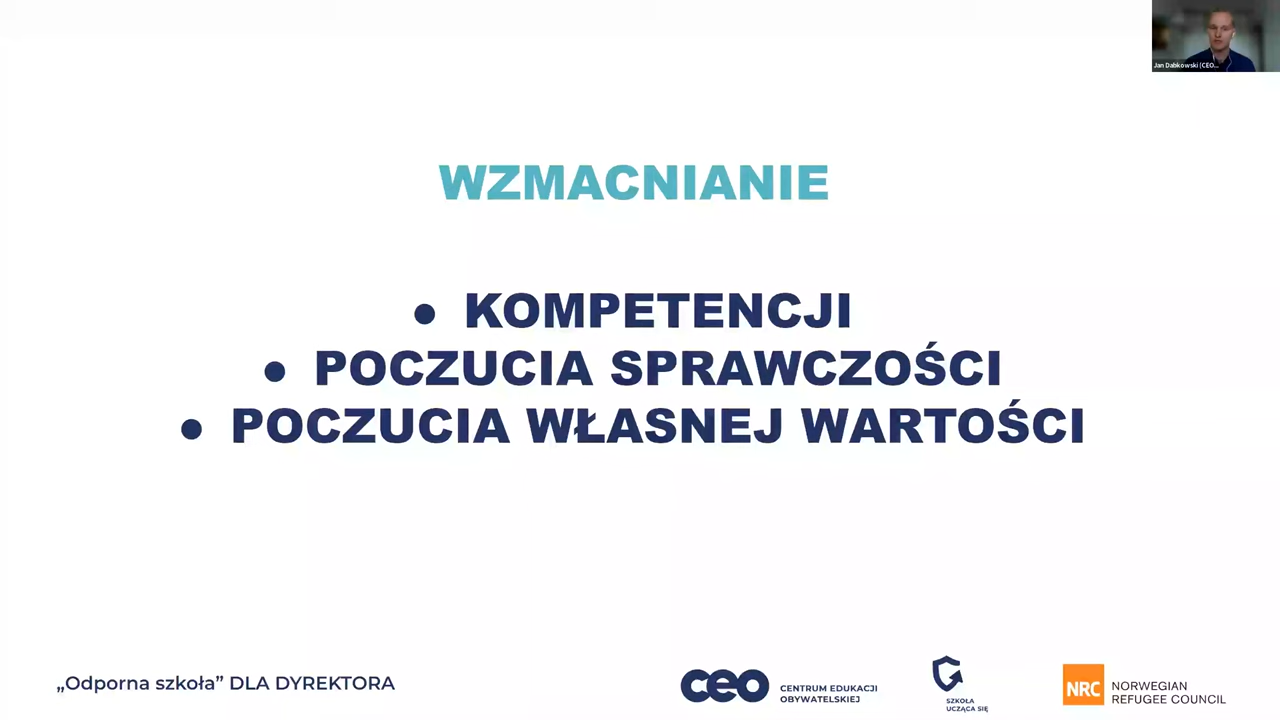 Jan Dabkowski (CEO...
WZMACNIANIE
● KOMPETENCJI
● POCZUCIA SPRAWCZOŚCI
● POCZUCIA WŁASNEJ WARTOŚCI
„Odporna szkoła” DLA DYREKTORA
ceo
CENTRUM EDUKACJI
OBYWATELSKIEJ
SZKOŁA
UCZĄCA SIĘ
NRC
NORWEGIAN
REFUGEE COUNCIL